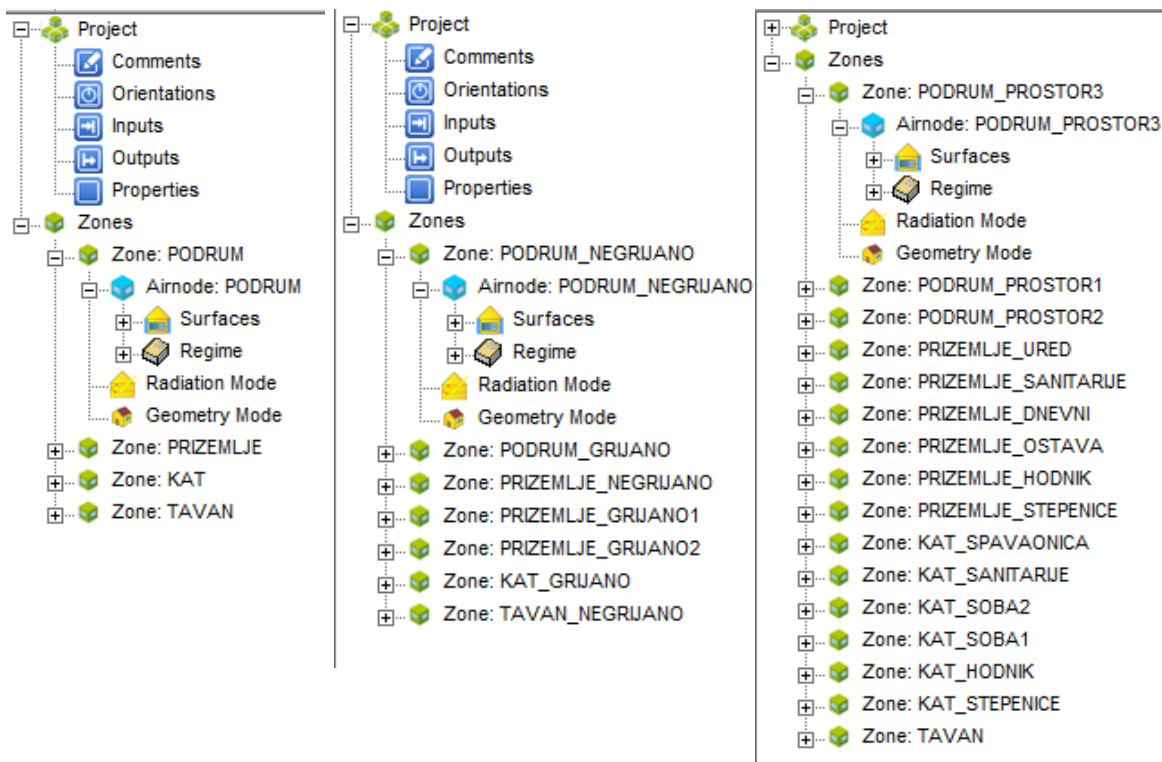 Project
Comments
Orientations
Inputs
Outputs
Properties
Zones
Zone: PODRUM
Airnode: PODRUM
Surfaces
Regime
Radiation Mode
Geometry Mode
Zone: PRIZEMLJE
Zone: KAT
Zone: TAVAN
Project
Comments
Orientations
Inputs
Outputs
Properties
Zones
Zone: PODRUM_NEGRIJANO
Airnode: PODRUM_NEGRIJANO
Surfaces
Regime
Radiation Mode
Geometry Mode
Zone: PODRUM_GRIJANO
Zone: PRIZEMLJE_NEGRIJANO
Zone: PRIZEMLJE_GRIJANO1
Zone: PRIZEMLJE_GRIJANO2
Zone: KAT_GRIJANO
Zone: TAVAN_NEGRIJANO
Project
Zones
Zone: PODRUM_PROSTOR3
Airnode: PODRUM_PROSTOR3
Surfaces
Regime
Radiation Mode
Geometry Mode
Zone: PODRUM_PROSTOR1
Zone: PODRUM_PROSTOR2
Zone: PRIZEMLJE_URED
Zone: PRIZEMLJE_SANITARIJE
Zone: PRIZEMLJE_DNEVNI
Zone: PRIZEMLJE_OSTAVA
Zone: PRIZEMLJE_HODNIK
Zone: PRIZEMLJE_STEPENICE
Zone: KAT_SPAVAONICA
Zone: KAT_SANITARIJE
Zone: KAT_SOBA2
Zone: KAT_SOBA1
Zone: KAT_HODNIK
Zone: KAT_STEPENICE
Zone: TAVAN